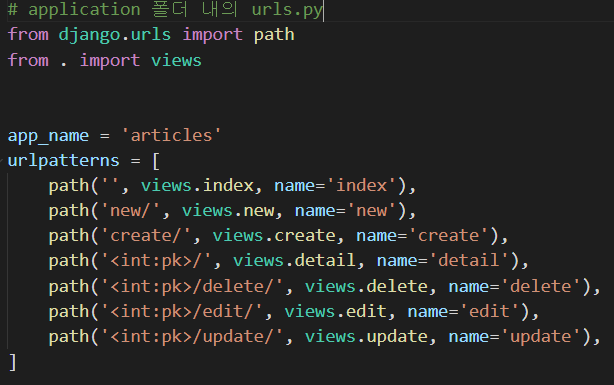 # application 폴더 내의 urls.py
from django.urls import path
from . import views
app_name = 'articles'
urlpatterns = [
    path('', views.index, name='index'),
    path('new/', views.new, name='new'),
    path('create/', views.create, name='create'),
    path('<int:pk>/', views.detail, name='detail'),
    path('<int:pk>/delete/', views.delete, name='delete'),
    path('<int:pk>/edit/', views.edit, name='edit'),
    path('<int:pk>/update/', views.update, name='update'),
]